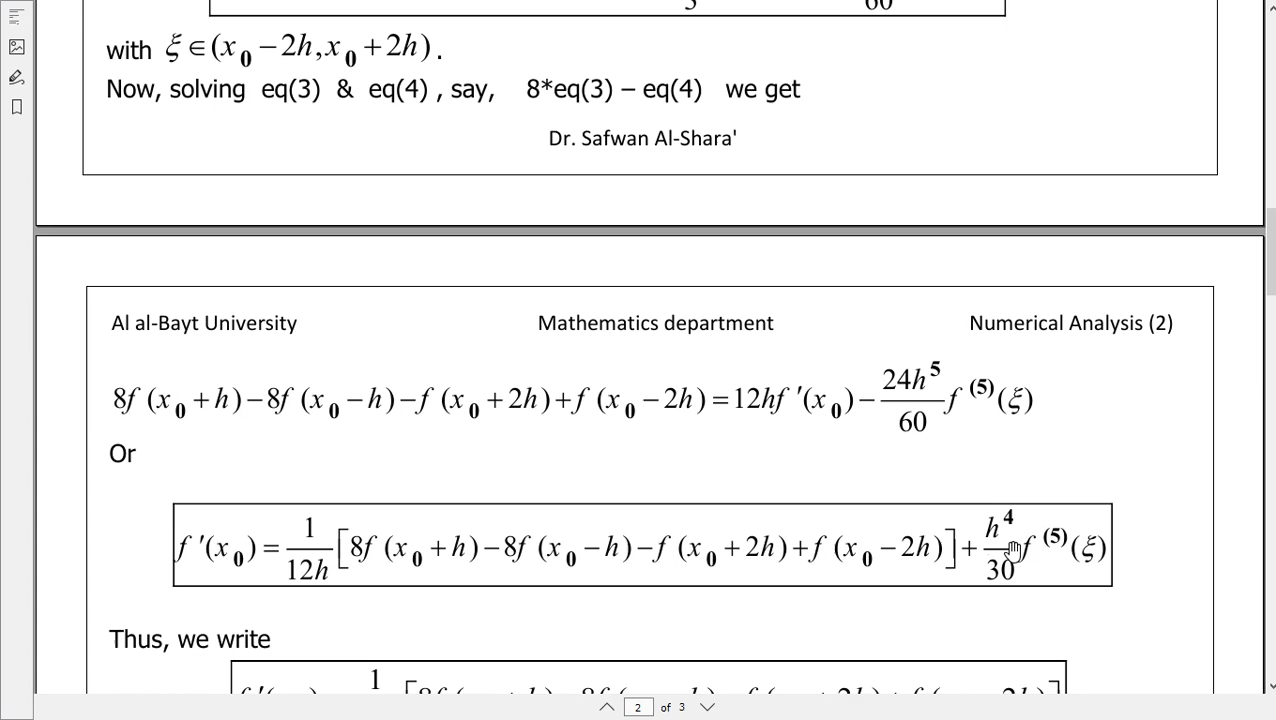 3 60
with ξ∈(x₀−2h,x₀+2h).
Now, solving eq(3) & eq(4) , say, 8*eq(3) – eq(4) we get
Dr. Safwan Al-Shara'
Al al-Bayt University Mathematics department Numerical Analysis (2)
8f (x₀+h)−8f (x₀−h)−f (x₀+2h)+f (x₀−2h)=12hf ′(x₀)−24h⁵/60 f ⁽⁵⁾(ξ)
Or
f ′(x₀)=1/12h[8f (x₀+h)−8f (x₀−h)−f (x₀+2h)+f (x₀−2h)]+h⁴/30 f ⁽⁵⁾(ξ)
Thus, we write
2 of 3